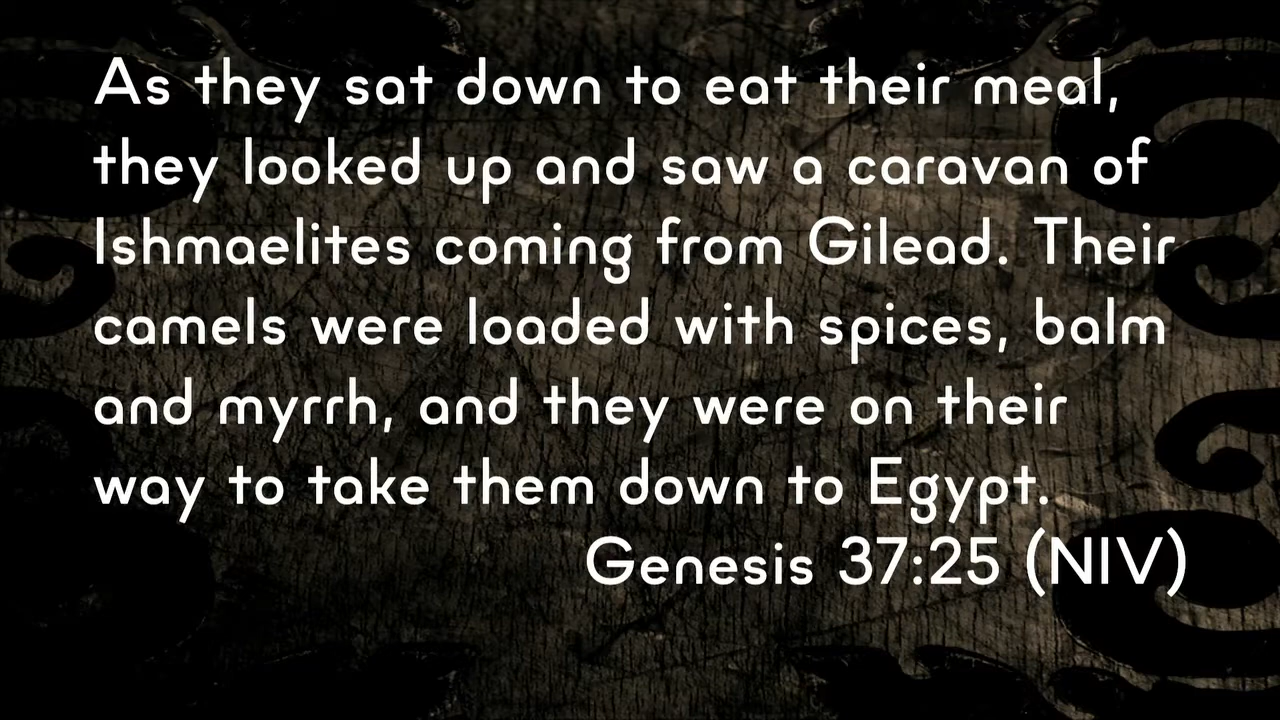 As they sat down to eat their meal,
they looked up and saw a caravan of
Ishmaelites coming from Gilead. Their
camels were loaded with spices, balm
and myrrh, and they were on their
way to take them down to Egypt.
Genesis 37:25 (NIV)